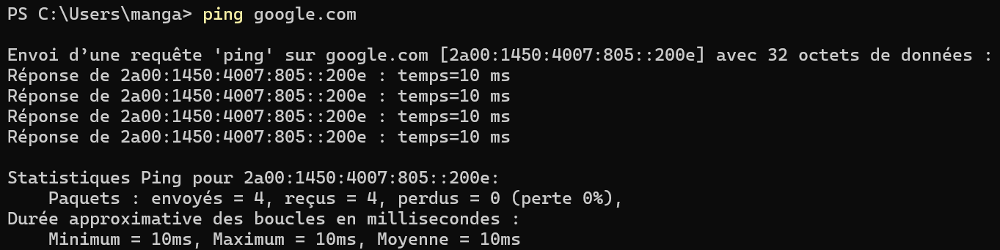 PS C:\Users\manga> ping google.com
Envoi d’une requête 'ping' sur google.com [2a00:1450:4007:805::200e] avec 32 octets de données :
Réponse de 2a00:1450:4007:805::200e : temps=10 ms
Réponse de 2a00:1450:4007:805::200e : temps=10 ms
Réponse de 2a00:1450:4007:805::200e : temps=10 ms
Réponse de 2a00:1450:4007:805::200e : temps=10 ms
Statistiques Ping pour 2a00:1450:4007:805::200e:
    Paquets : envoyés = 4, reçus = 4, perdus = 0 (perte 0%),
Durée approximative des boucles en millisecondes :
    Minimum = 10ms, Maximum = 10ms, Moyenne = 10ms